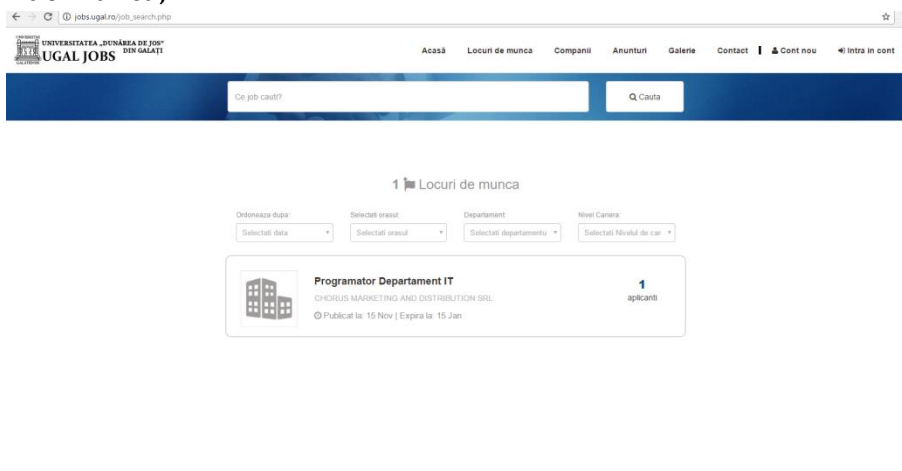 jobs.ugal.ro/job_search.php
UNIVERSITATEA „DUNĂREA DE JOS”
DIN GALAȚI
UGAL JOBS
Acasă Locuri de munca Companii Anunturi Galerie Contact Cont nou Intra in cont
Ce job cauti? Cauta
1 Locuri de munca
Ordoneaza dupa: Selectati orasul Departament Nivel Cariera
Selectati data Selectati orasul Selectati departamentu Selectati Nivelul de car
Programator Departament IT
CHORUS MARKETING AND DISTRIBUTION SRL
Publicat la: 15 Nov | Expira la: 15 Jan
1
aplicanti